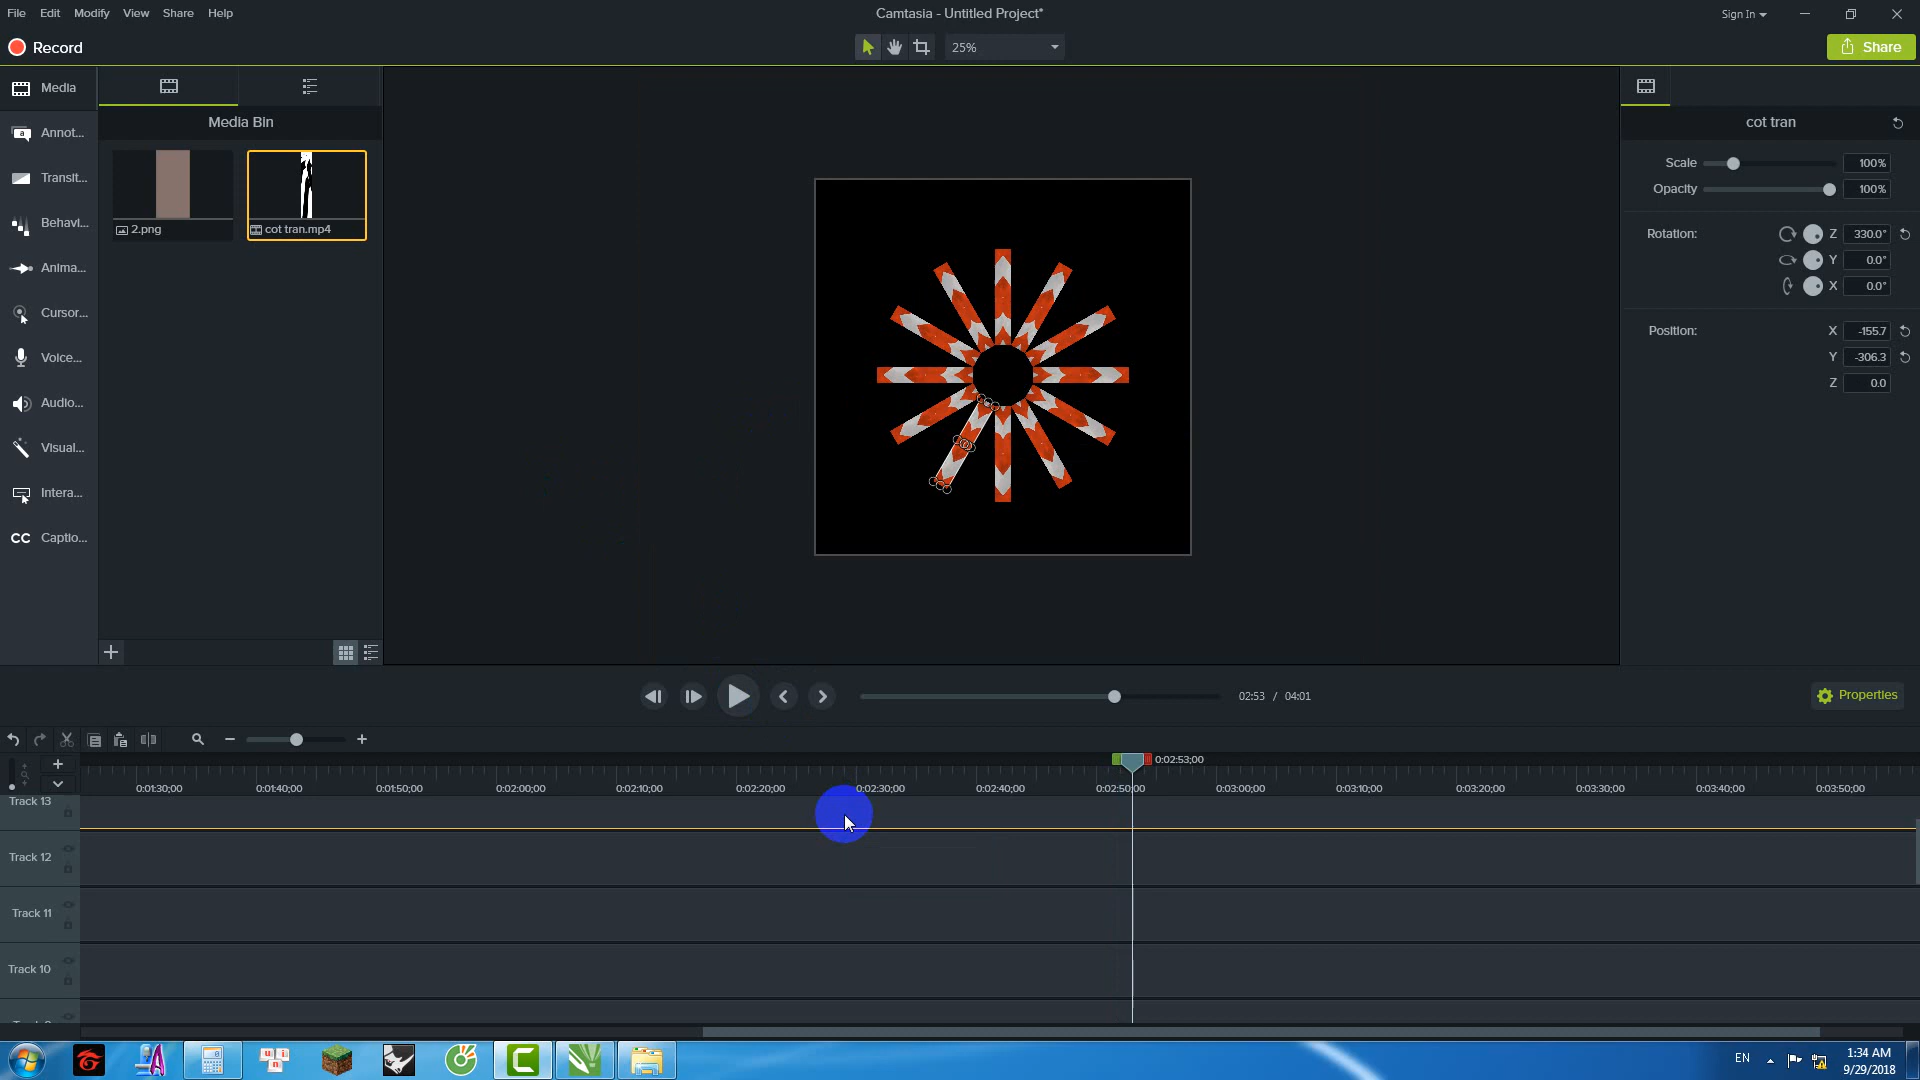 File Edit Modify View Share Help
Camtasia - Untitled Project*
Sign In
Record
25%
Share
Media
Annot...
Transit...
Behavi...
Anima...
Cursor...
Voice...
Audio...
Visual...
Intera...
CC Captio...
Media Bin
2.png
cot tran.mp4
cot tran
Scale 100%
Opacity 100%
Rotation: Z 330.0°
Y 0.0°
X 0.0°
Position: X -155.7
Y -306.3
Z 0.0
02:53 / 04:01
Properties
0:02:53;00
0:01:30;00 0:01:40;00 0:01:50;00 0:02:00;00 0:02:10;00 0:02:20;00 0:02:30;00 0:02:40;00 0:02:50;00 0:03:00;00 0:03:10;00 0:03:20;00 0:03:30;00 0:03:40;00 0:03:50;00
Track 13
Track 12
Track 11
Track 10
EN
1:34 AM
9/29/2018